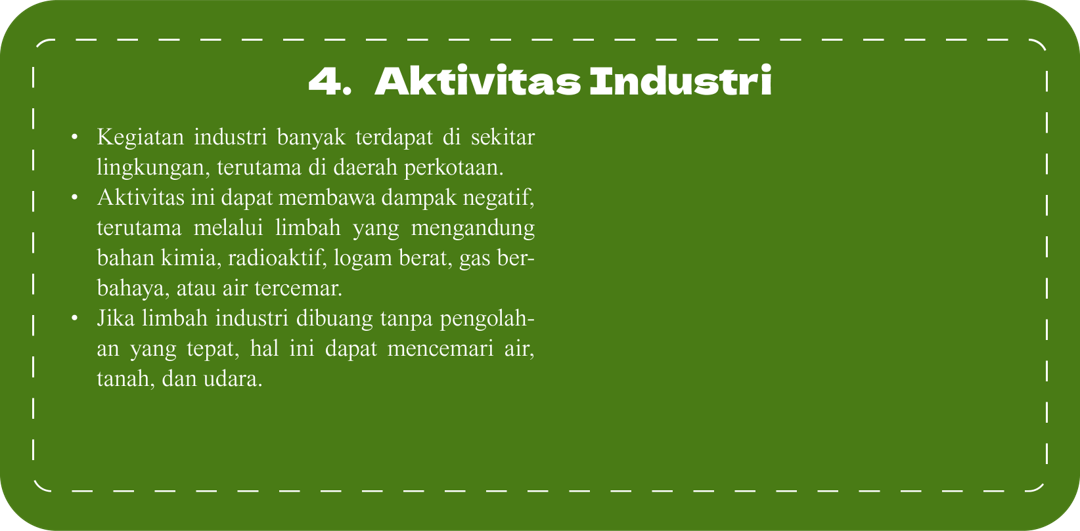 4. Aktivitas Industri
• Kegiatan industri banyak terdapat di sekitar
lingkungan, terutama di daerah perkotaan.
• Aktivitas ini dapat membawa dampak negatif,
terutama melalui limbah yang mengandung
bahan kimia, radioaktif, logam berat, gas ber-
bahaya, atau air tercemar.
• Jika limbah industri dibuang tanpa pengolah-
an yang tepat, hal ini dapat mencemari air,
tanah, dan udara.